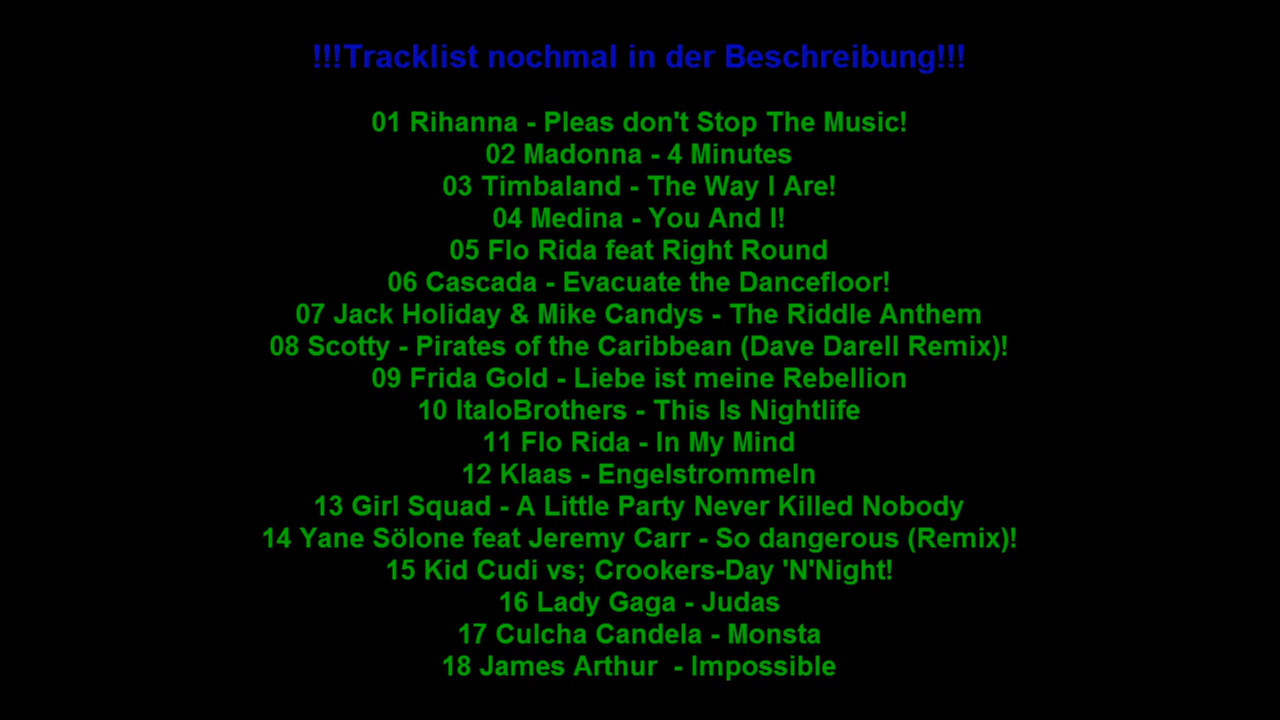 !!!Tracklist nochmal in der Beschreibung!!!
01 Rihanna - Pleas don't Stop The Music!
02 Madonna - 4 Minutes
03 Timbaland - The Way I Are!
04 Medina - You And I!
05 Flo Rida feat Right Round
06 Cascada - Evacuate the Dancefloor!
07 Jack Holiday & Mike Candys - The Riddle Anthem
08 Scotty - Pirates of the Caribbean (Dave Darell Remix)!
09 Frida Gold - Liebe ist meine Rebellion
10 ItaloBrothers - This Is Nightlife
11 Flo Rida - In My Mind
12 Klaas - Engelstrommeln
13 Girl Squad - A Little Party Never Killed Nobody
14 Yane Sölone feat Jeremy Carr - So dangerous (Remix)!
15 Kid Cudi vs; Crookers-Day 'N'Night!
16 Lady Gaga - Judas
17 Culcha Candela - Monsta
18 James Arthur  - Impossible